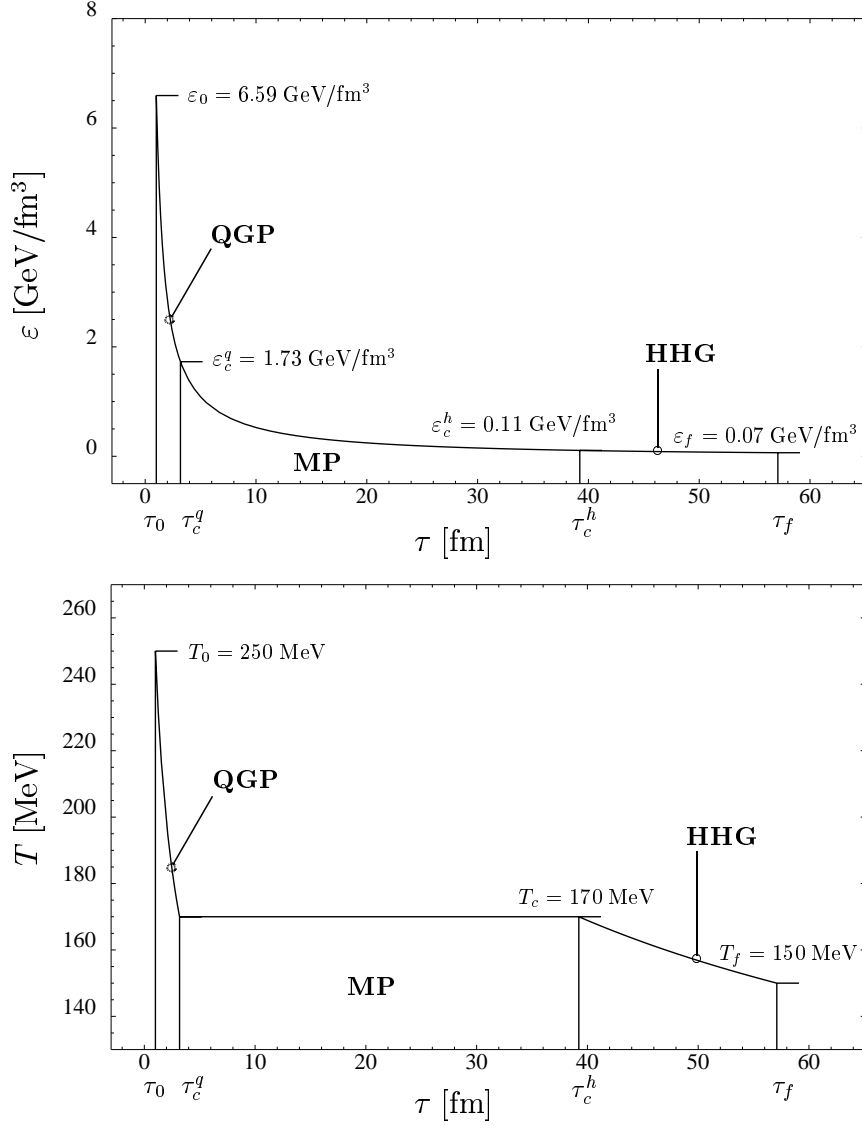 8
ε₀ = 6.59 GeV/fm³
6
ε [GeV/fm³]
QGP
4
2
ε_c^q = 1.73 GeV/fm³
HHG
ε_c^h = 0.11 GeV/fm³
ε_f = 0.07 GeV/fm³
0
MP
0 10 20 30 40 50 60
τ₀ τ_c^q τ_c^h τ_f
τ [fm]
260
T₀ = 250 MeV
240
220
QGP
T [MeV]
200
HHG
180
T_c = 170 MeV
160
T_f = 150 MeV
MP
140
0 10 20 30 40 50 60
τ₀ τ_c^q τ_c^h τ_f
τ [fm]